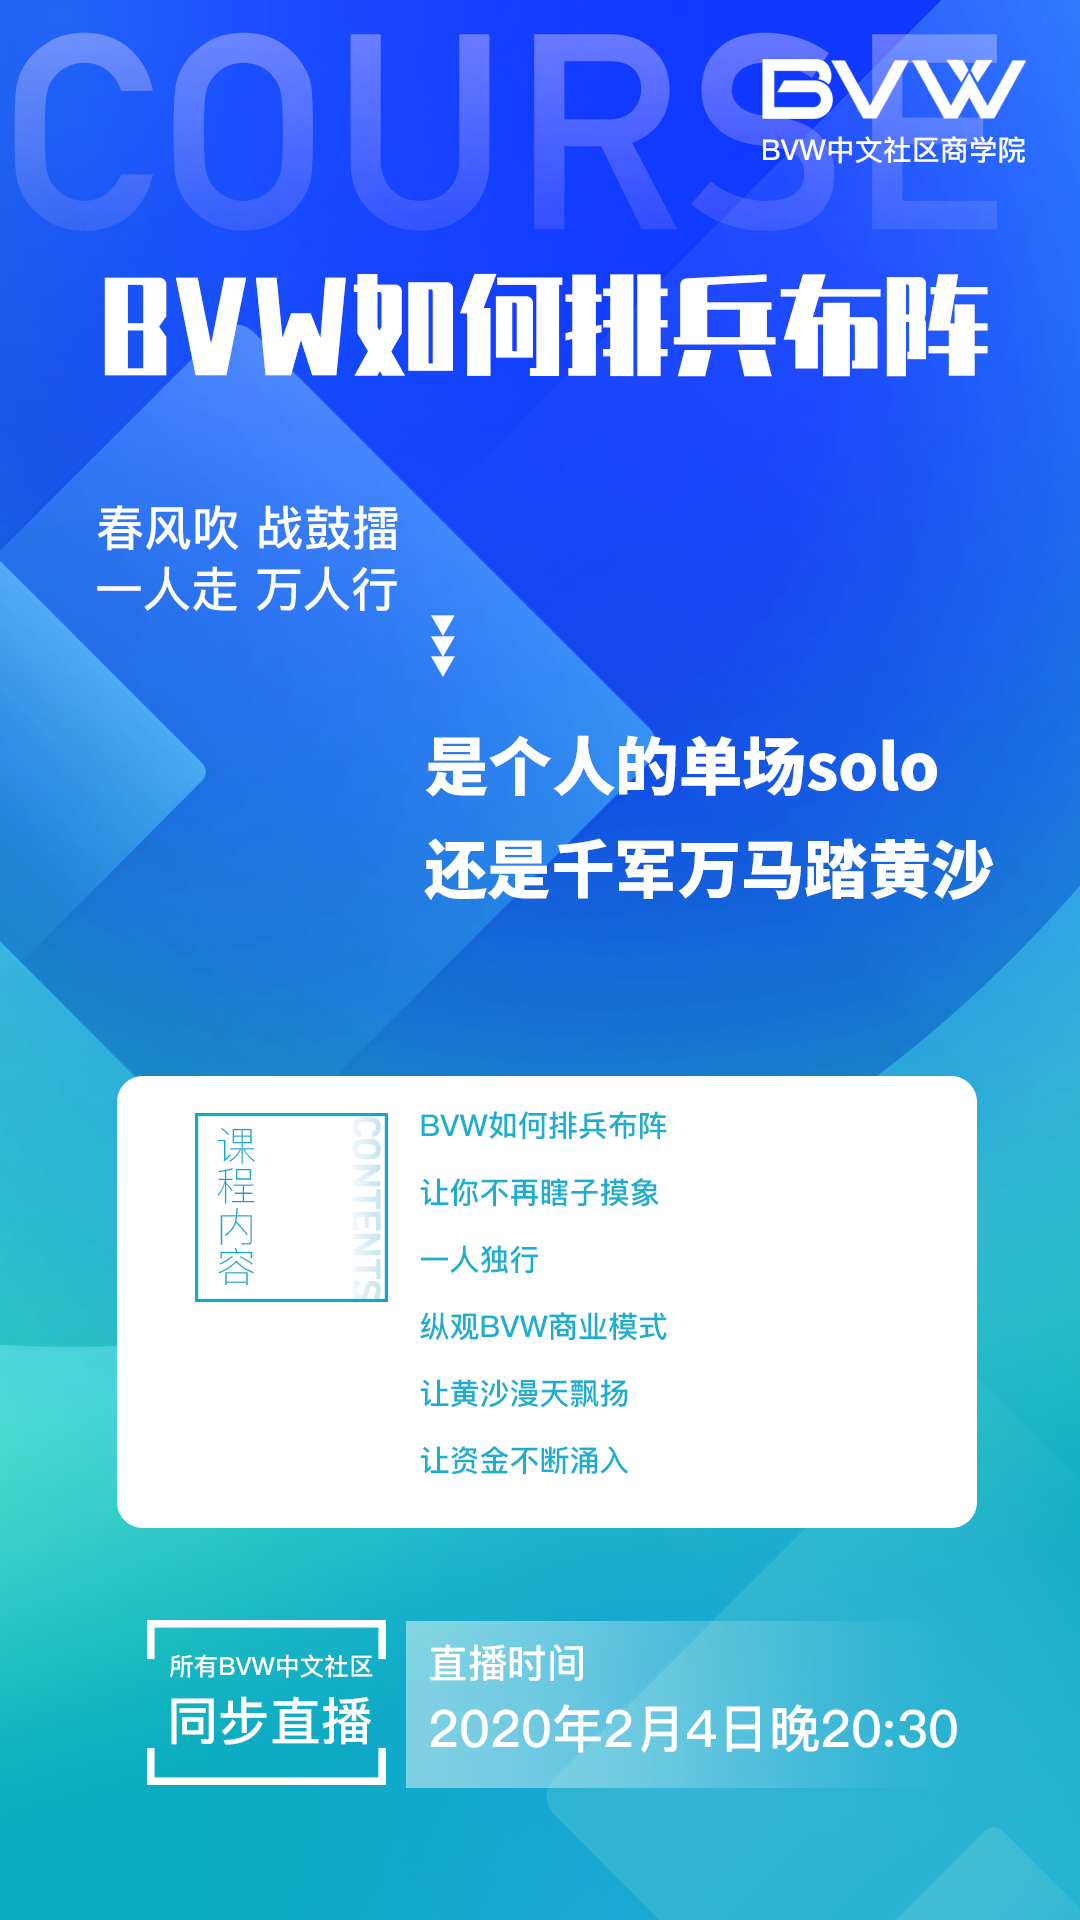 COURSE
BVW
BVW中文社区商学院
BVW如何排兵布阵
春风吹 战鼓擂
一人走 万人行
是个人的单场solo
还是千军万马踏黄沙
课程内容
CONTENTS
BVW如何排兵布阵
让你不再瞎子摸象
一人独行
纵观BVW商业模式
让黄沙漫天飘扬
让资金不断涌入
所有BVW中文社区
同步直播
直播时间
2020年2月4日晚20:30